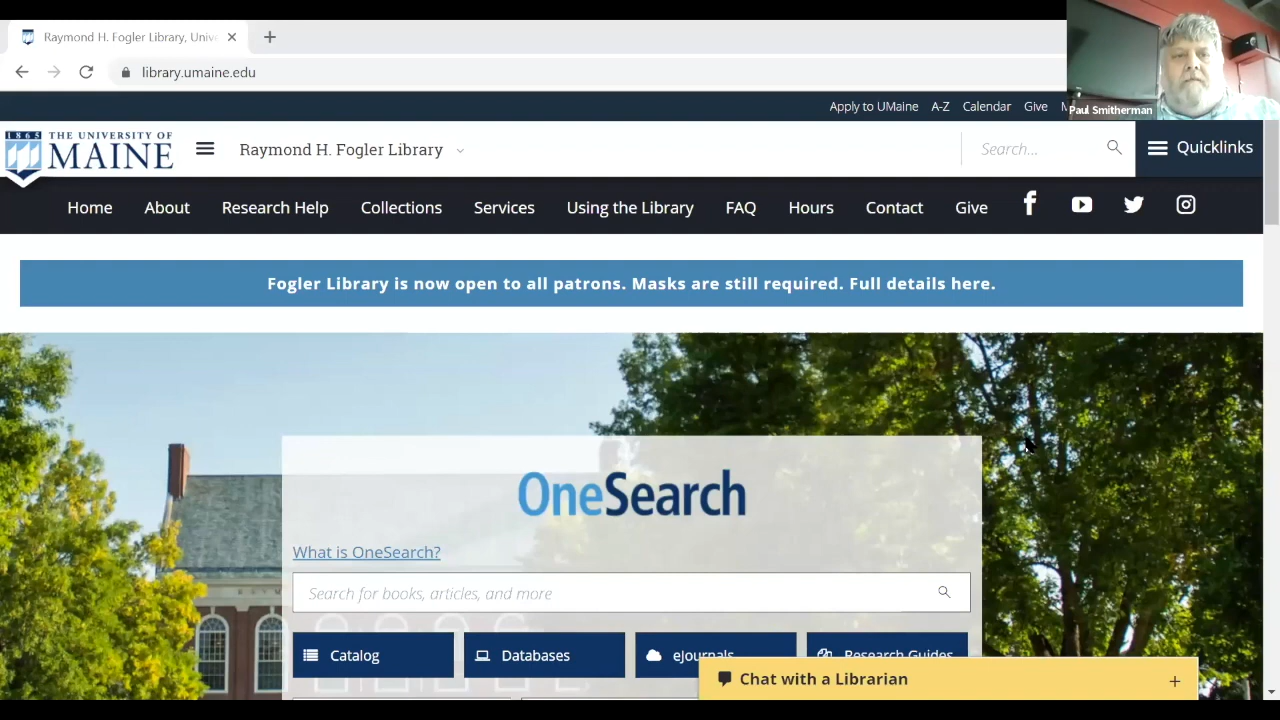 Raymond H. Fogler Library, Unive
library.umaine.edu
Paul Smitherman
Apply to UMaine A-Z Calendar Give M
1865 THE UNIVERSITY OF
MAINE
Raymond H. Fogler Library
Search...
Quicklinks
Home About Research Help Collections Services Using the Library FAQ Hours Contact Give
Fogler Library is now open to all patrons. Masks are still required. Full details here.
OneSearch
What is OneSearch?
Search for books, articles, and more
Catalog Databases eJournals Research Guides
Chat with a Librarian +